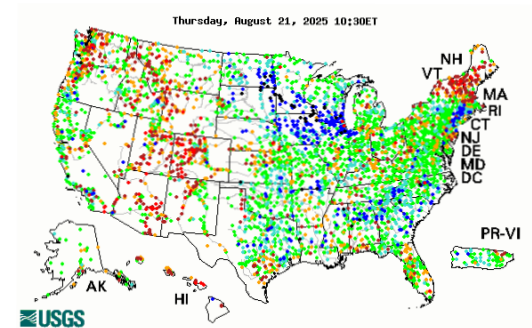 Thursday, August 21, 2025 10:30ET
NH
VT
MA
RI
CT
NJ
DE
MD
DC
PR-VI
AK
HI
USGS